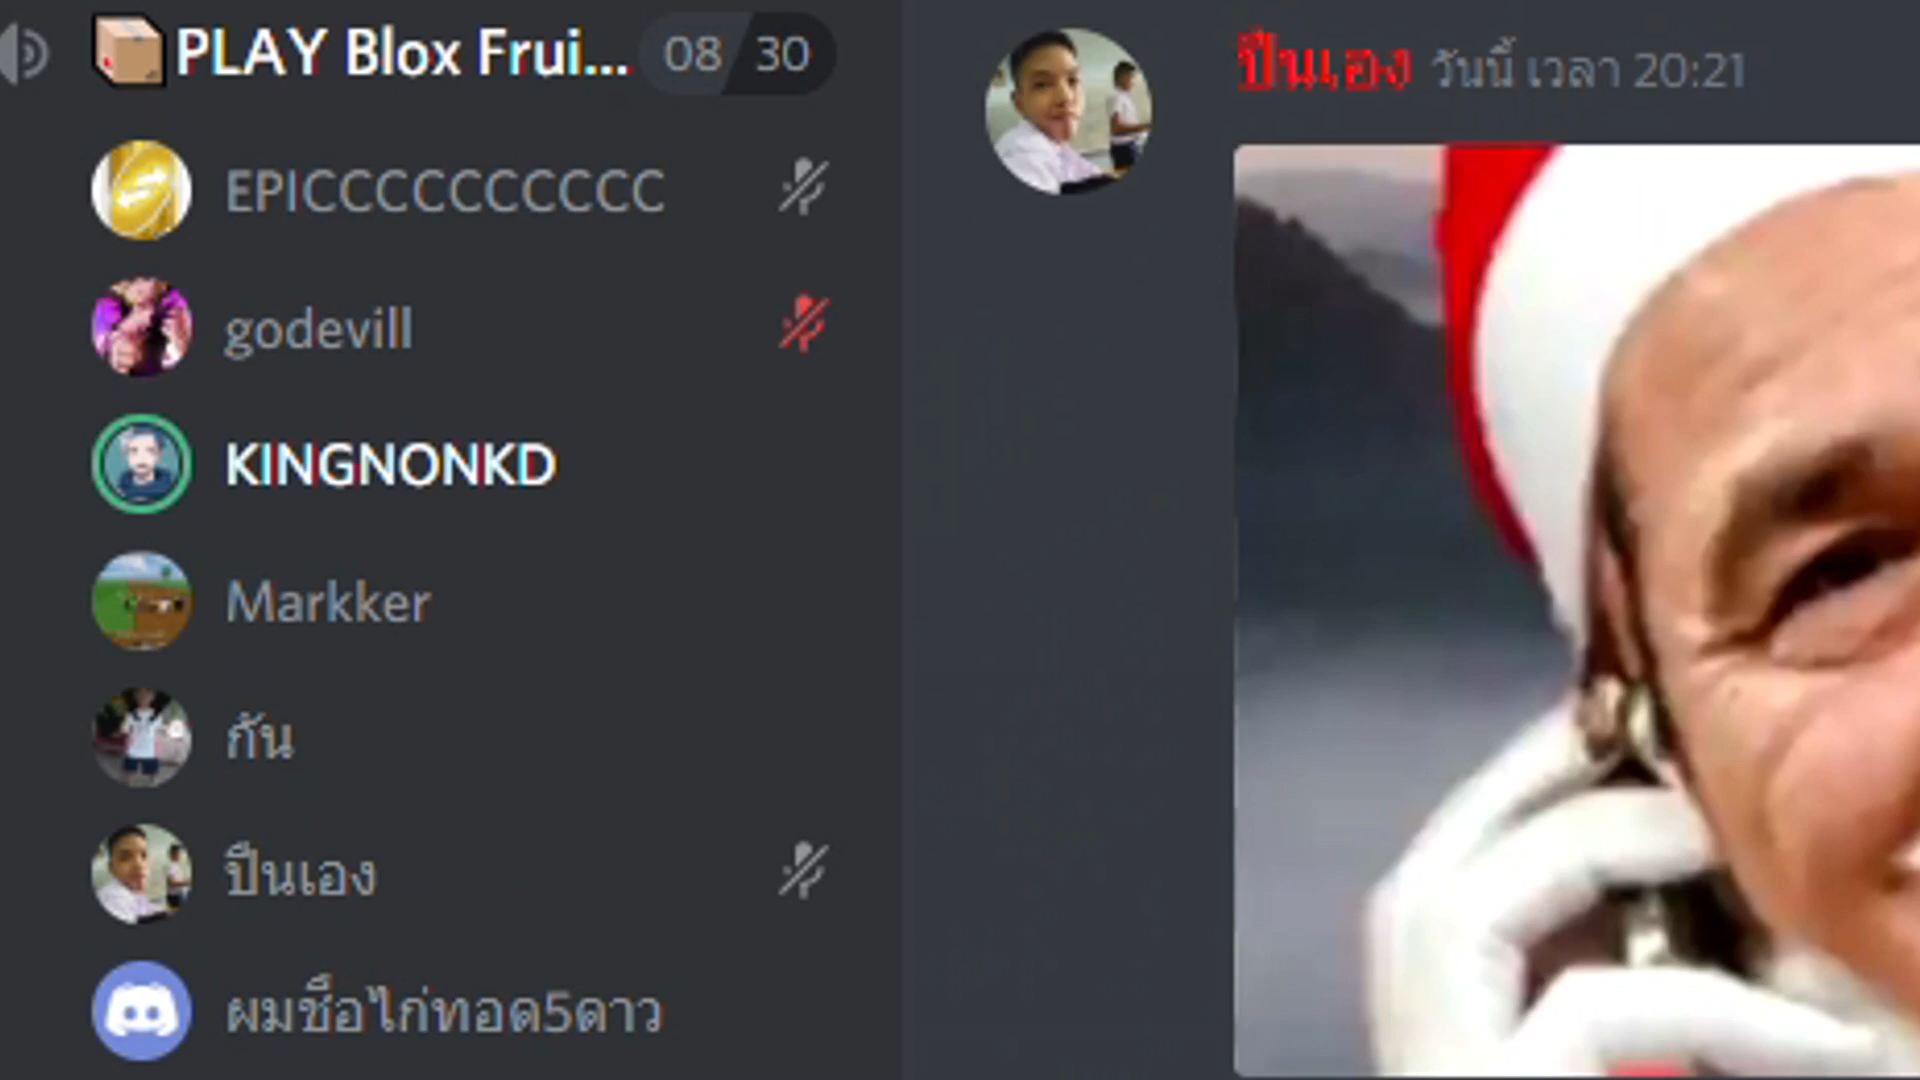 PLAY Blox Frui... 08 30
EPICCCCCCCCCC
godevill
KINGNONKD
Markker
กัน
ปืนเอง
ผมชื่อไก่ทอด5ดาว
ปืนเอง วันนี้ เวลา 20:21